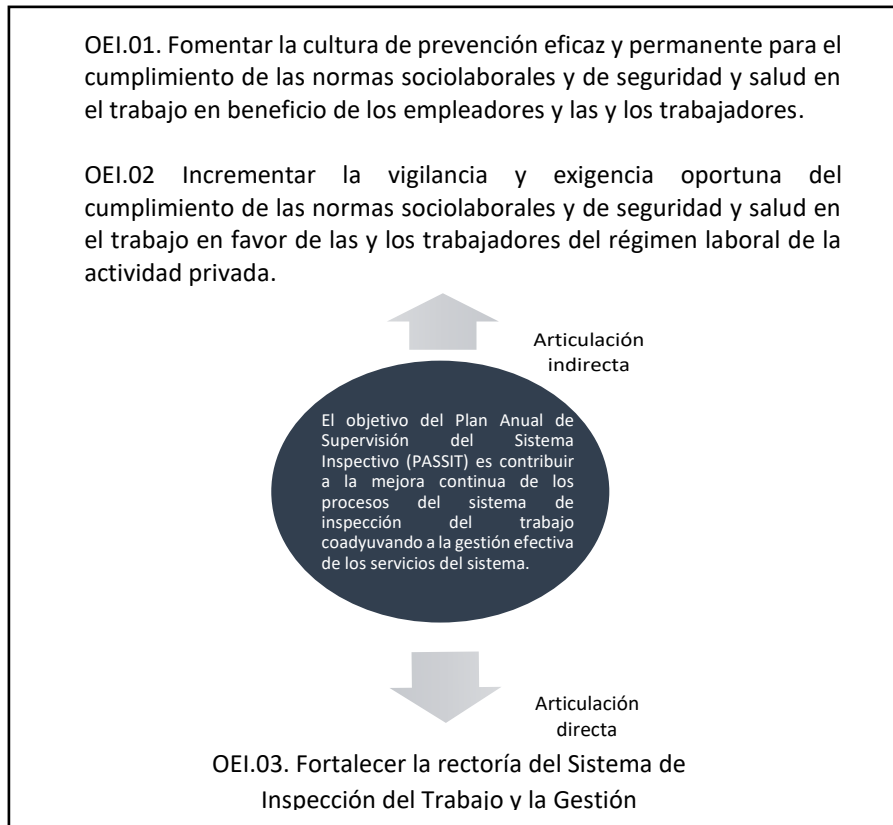 OEI.01. Fomentar la cultura de prevención eficaz y permanente para el
cumplimiento de las normas sociolaborales y de seguridad y salud en
el trabajo en beneficio de los empleadores y las y los trabajadores.
OEI.02 Incrementar la vigilancia y exigencia oportuna del
cumplimiento de las normas sociolaborales y de seguridad y salud en
el trabajo en favor de las y los trabajadores del régimen laboral de la
actividad privada.
Articulación
indirecta
El objetivo del Plan Anual de
Supervisión del Sistema
Inspectivo (PASSIT) es contribuir
a la mejora continua de los
procesos del sistema de
inspección del trabajo
coadyuvando a la gestión efectiva
de los servicios del sistema.
Articulación
directa
OEI.03. Fortalecer la rectoría del Sistema de
Inspección del Trabajo y la Gestión